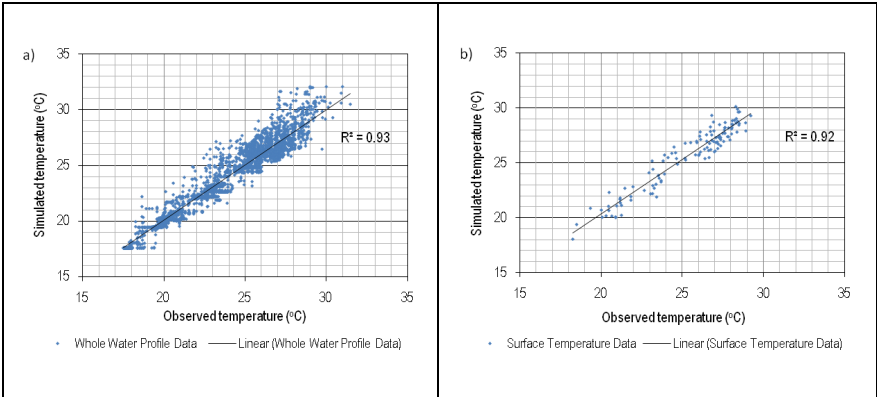 a)
35
30
25
20
15
Simulated temperature (°C)
R² = 0.93
15 20 25 30 35
Observed temperature (°C)
Whole Water Profile Data Linear (Whole Water Profile Data)
b)
35
30
25
20
15
Simulated temperature (°C)
R² = 0.92
15 20 25 30 35
Observed temperature (°C)
Surface Temperature Data Linear (Surface Temperature Data)